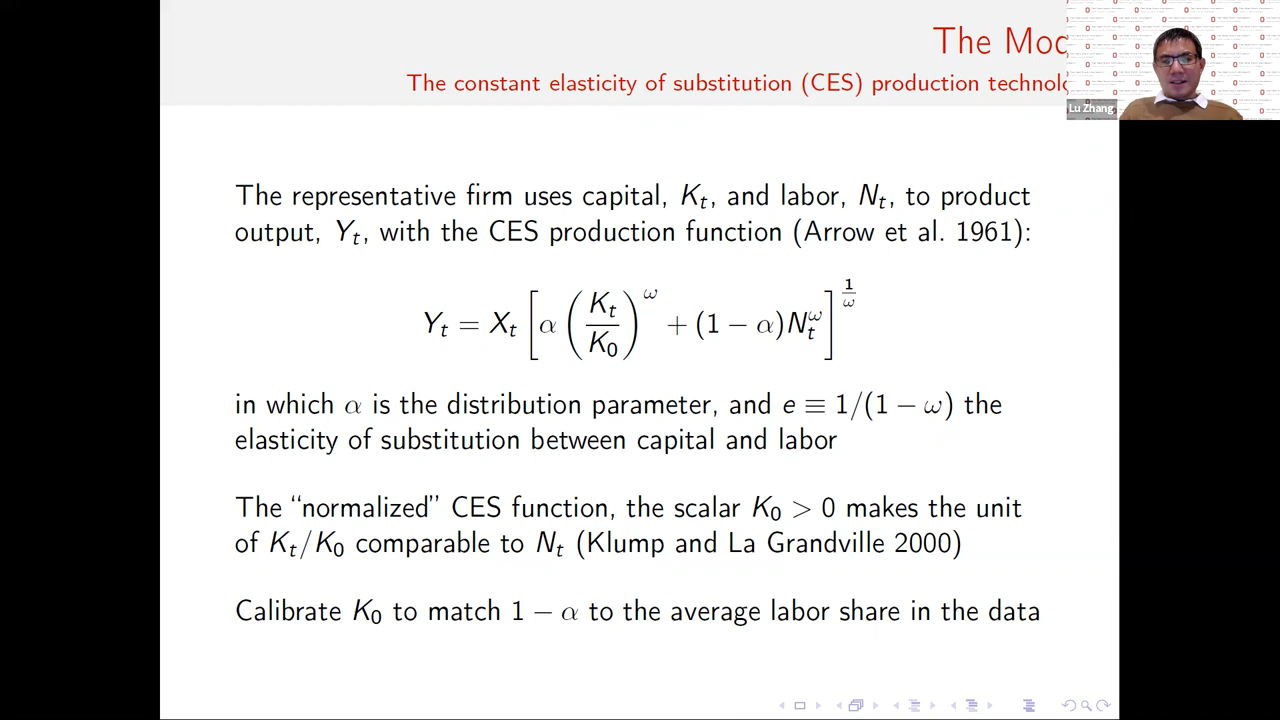 The Mod
The constant elasticity of substitution (CES) production technolo
Lu Zhang
The representative firm uses capital, K_t, and labor, N_t, to product
output, Y_t, with the CES production function (Arrow et al. 1961):
Y_t = X_t [ α (K_t / K_0)^ω + (1 − α)N_t^ω ]^{1/ω}
in which α is the distribution parameter, and e ≡ 1/(1 − ω) the
elasticity of substitution between capital and labor
The “normalized” CES function, the scalar K_0 > 0 makes the unit
of K_t/K_0 comparable to N_t (Klump and La Grandville 2000)
Calibrate K_0 to match 1 − α to the average labor share in the data